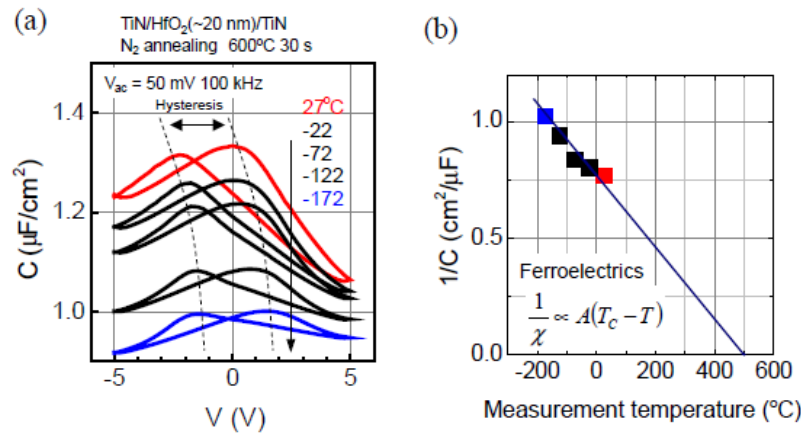 (a)
TiN/HfO₂(~20 nm)/TiN
N₂ annealing 600ºC 30 s
V_ac = 50 mV 100 kHz
Hysteresis
27ºC
-22
-72
-122
-172
1.4
1.2
1.0
C (μF/cm²)
-5 0 5
V (V)
(b)
1.0
0.5
0.0
1/C (cm²/μF)
Ferroelectrics
1/χ ∝ A(T_C − T)
-200 0 200 400 600
Measurement temperature (ºC)